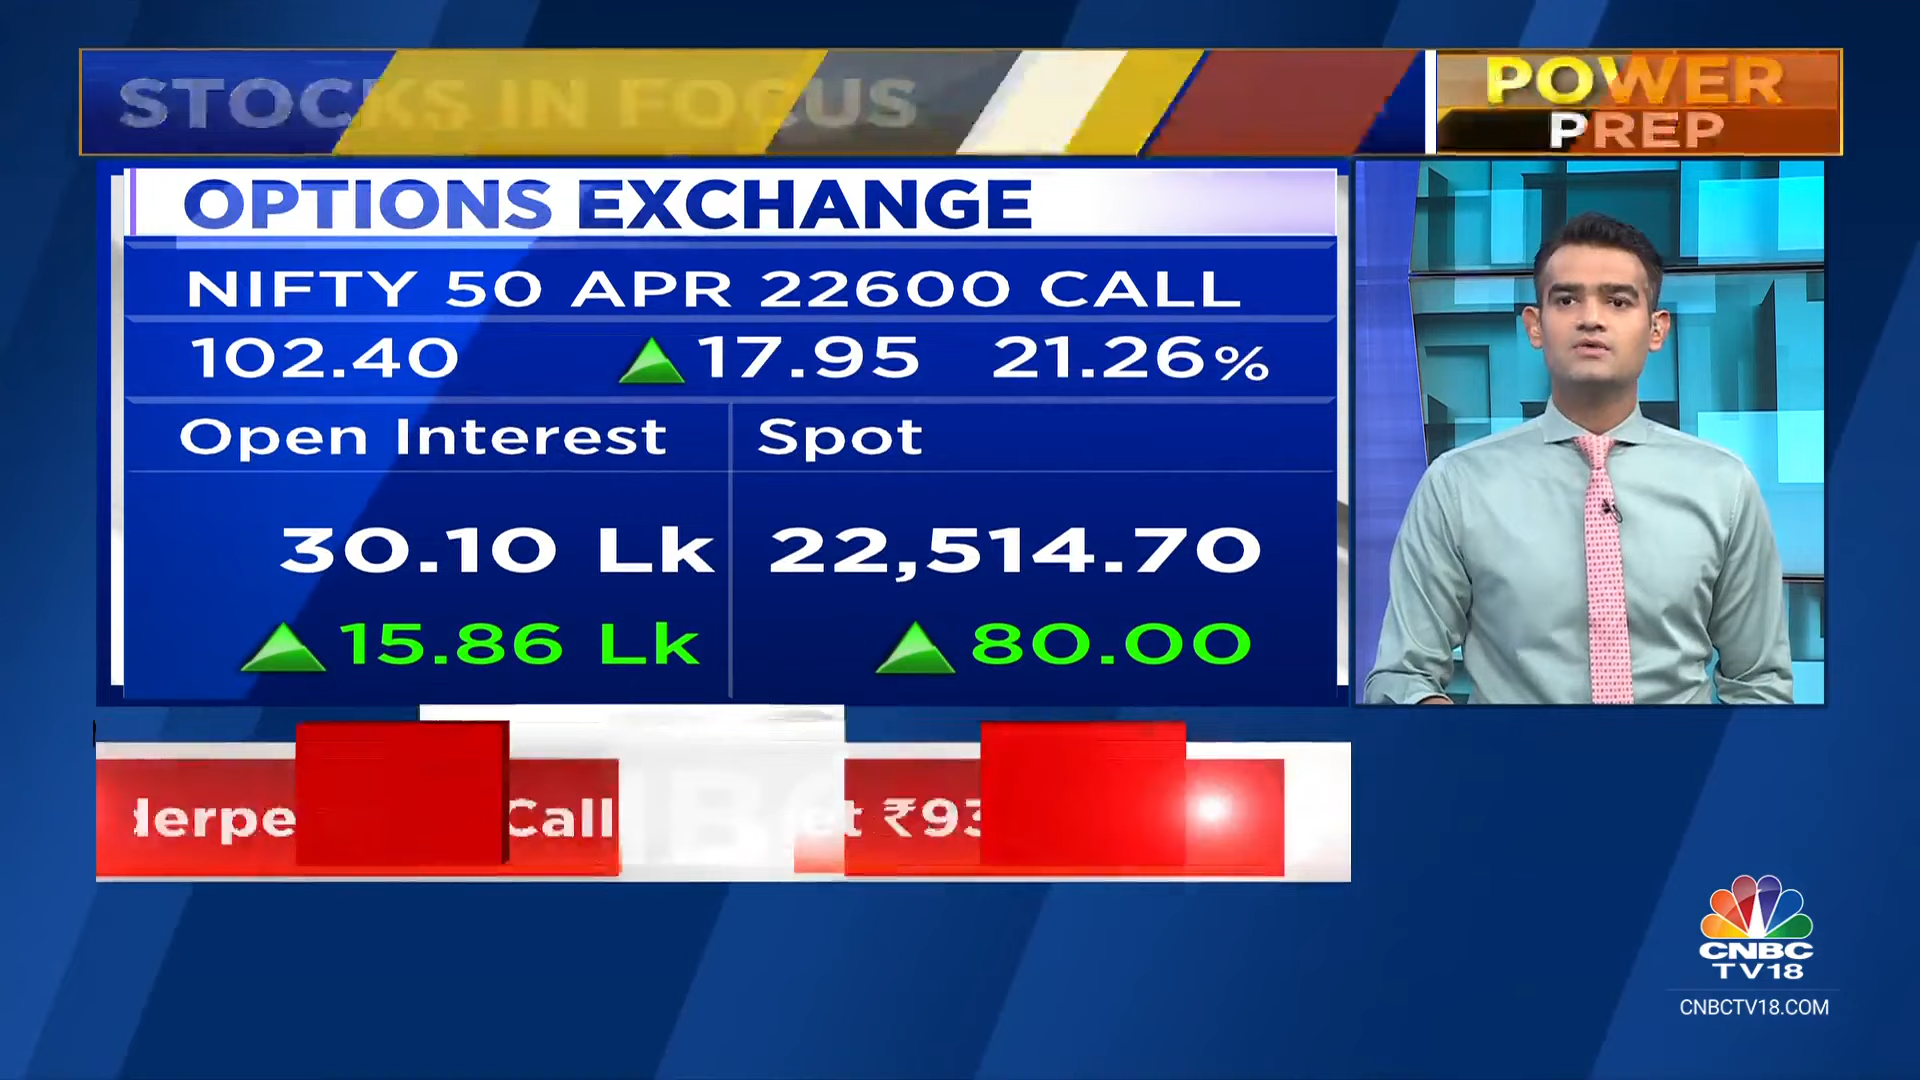 STOCKS IN FOCUS
POWER
PREP
OPTIONS EXCHANGE
NIFTY 50 APR 22600 CALL
102.40 17.95 21.26%
Open Interest Spot
30.10 Lk 22,514.70
15.86 Lk 80.00
Call ₹93
CNBC
TV18
CNBCTV18.COM